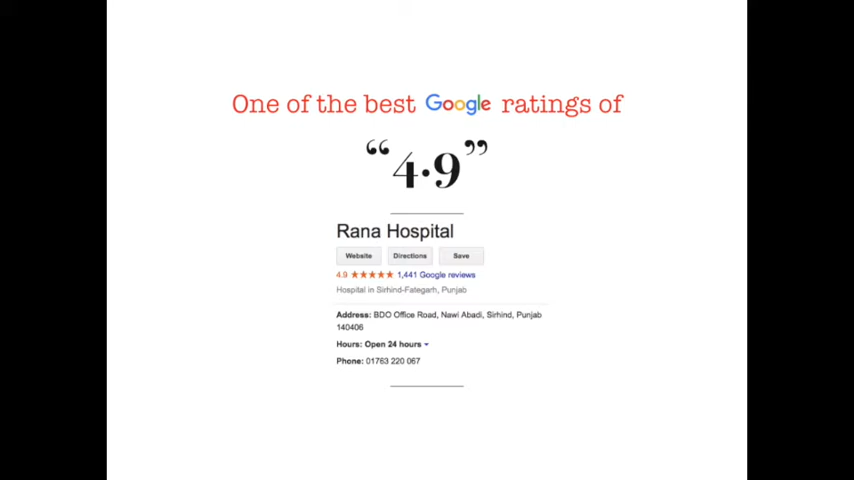 One of the best Google ratings of
“4.9”
Rana Hospital
Website Directions Save
4.9 ★★★★★ 1,441 Google reviews
Hospital in Sirhind-Fategarh, Punjab
Address: BDO Office Road, Nawi Abadi, Sirhind, Punjab
140406
Hours: Open 24 hours
Phone: 01763 220 067